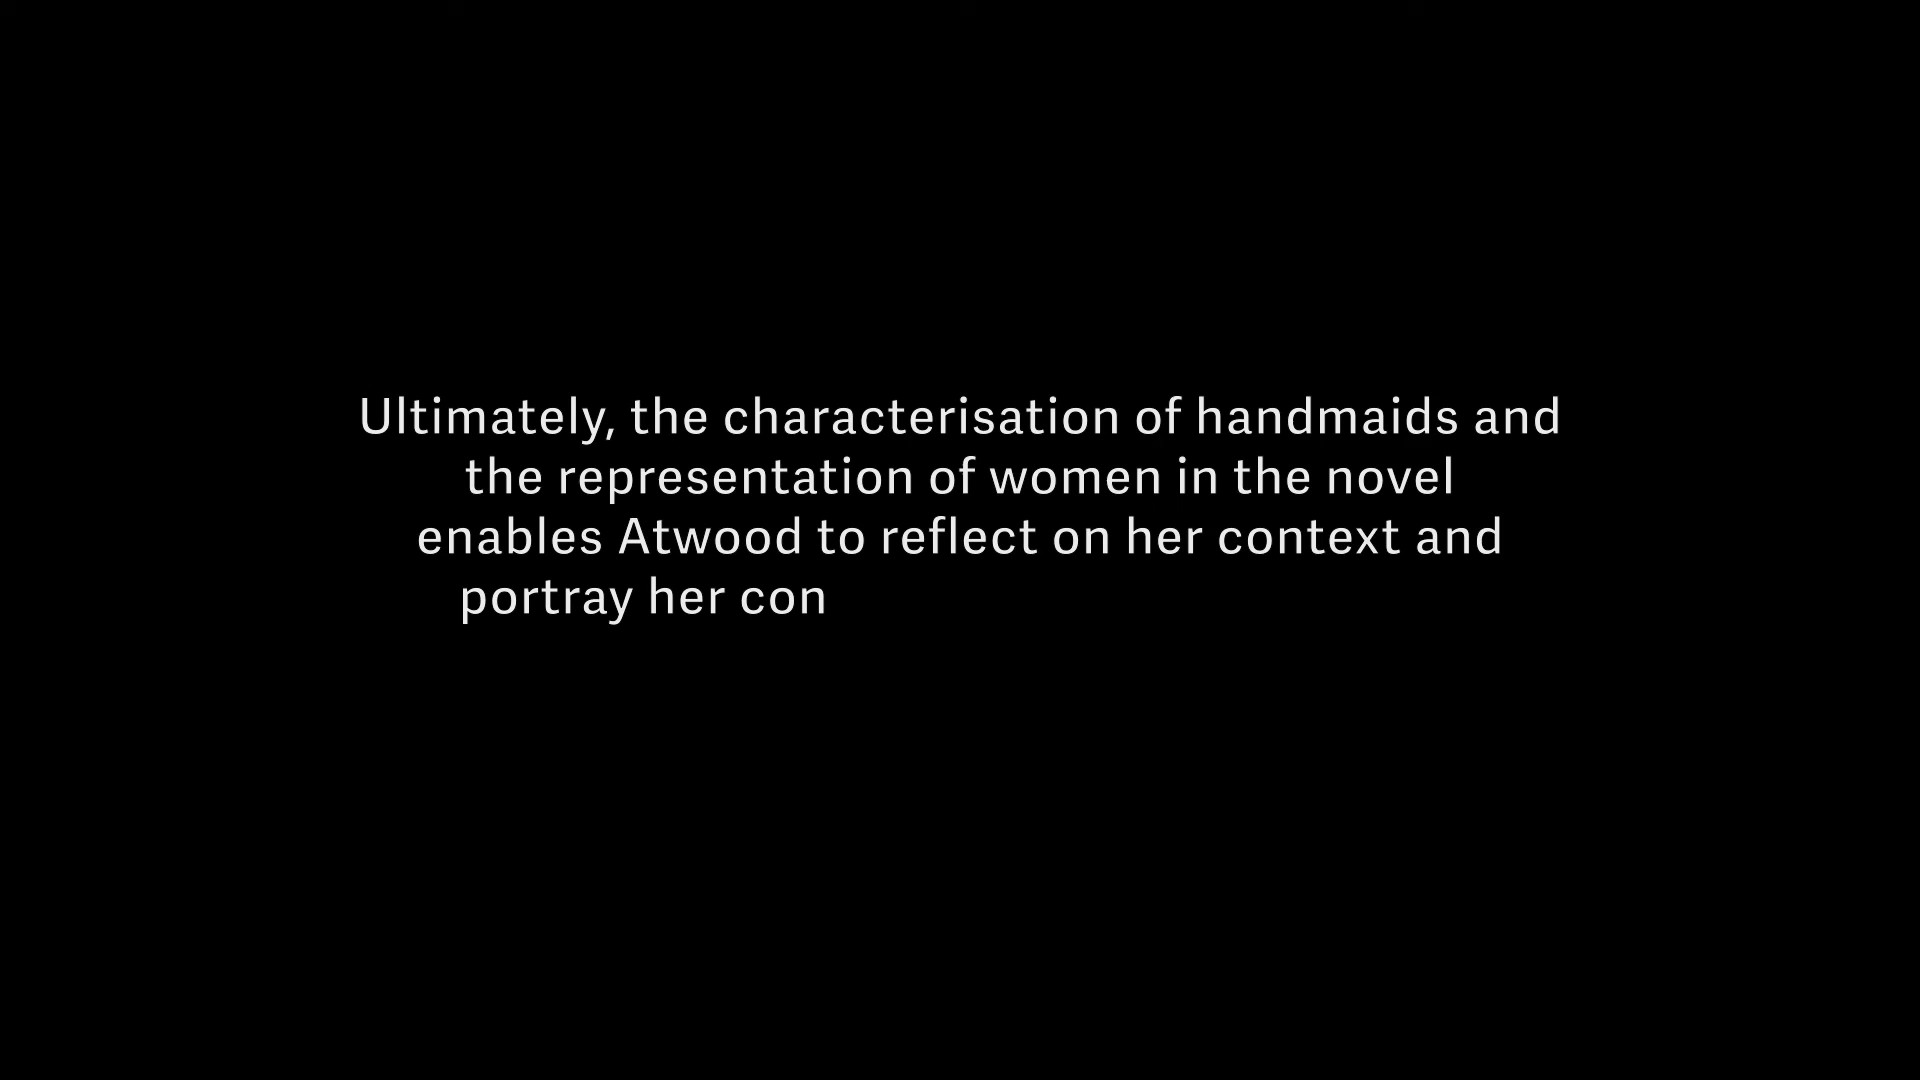 Ultimately, the characterisation of handmaids and
the representation of women in the novel
enables Atwood to reflect on her context and
portray her con